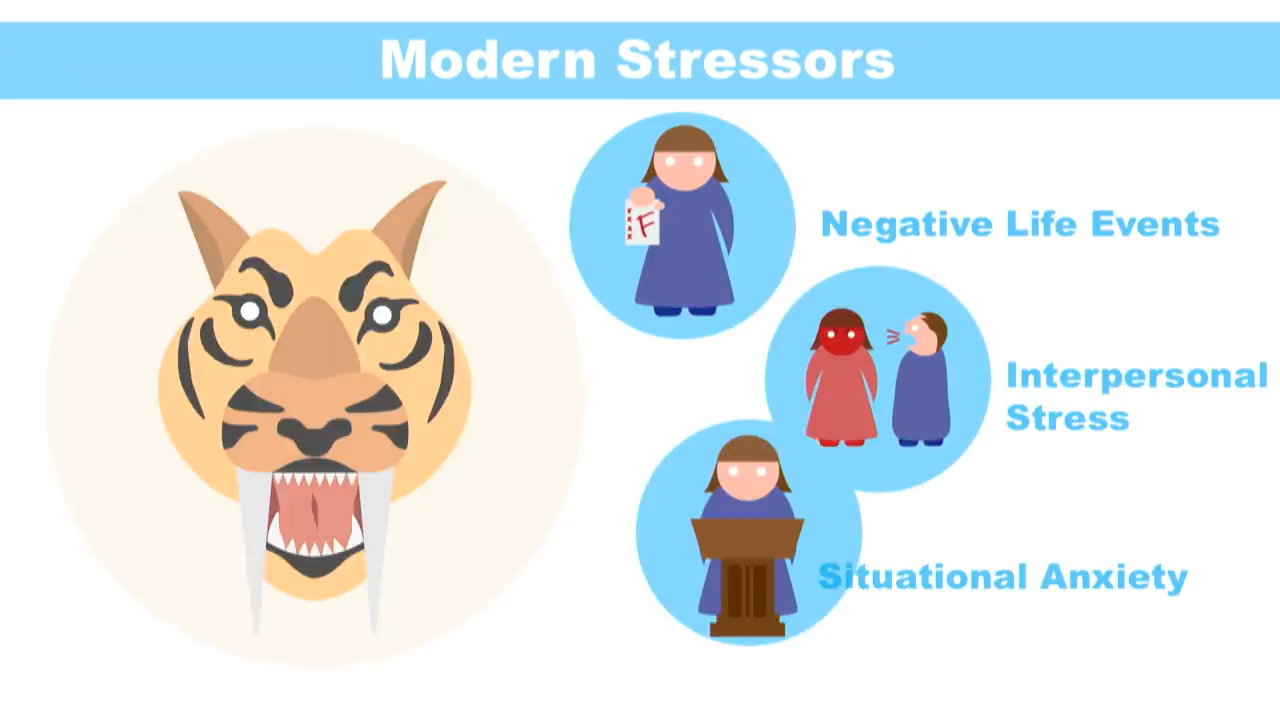 Modern Stressors
F
Negative Life Events
Interpersonal
Stress
Situational Anxiety